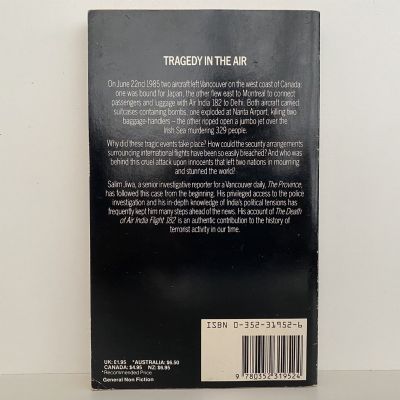 TRAGEDY IN THE AIR
On June 22nd 1985 two aircraft left Vancouver on the west coast of Canada:
one was bound for Japan, the other flew east to Montreal to connect
passengers and luggage with Air India 182 to Delhi. Both aircraft carried
suitcases containing bombs; one exploded at Narita Airport, killing two
baggage-handlers – the other ripped open a jumbo jet over the
Irish Sea murdering 329 people.
Why did these tragic events take place? How could the security arrangements
surrounding international flights have been so easily breached? And who was
behind this cruel attack upon innocents that left two nations in mourning
and stunned the world?
Salim Jiwa, a senior investigative reporter for a Vancouver daily, The Province,
has followed this case from the beginning. His privileged access to the police
investigation and his in-depth knowledge of India's political tensions has
frequently kept him many steps ahead of the news. His account of The Death
of Air India Flight 182 is an authentic contribution to the history of
terrorist activity in our time.
ISBN 0-352-31952-6
UK: £1.95 *AUSTRALIA: $6.50
CANADA: $4.95 NZ: $6.95
*Recommended Price
General Non Fiction
9 780352 319524